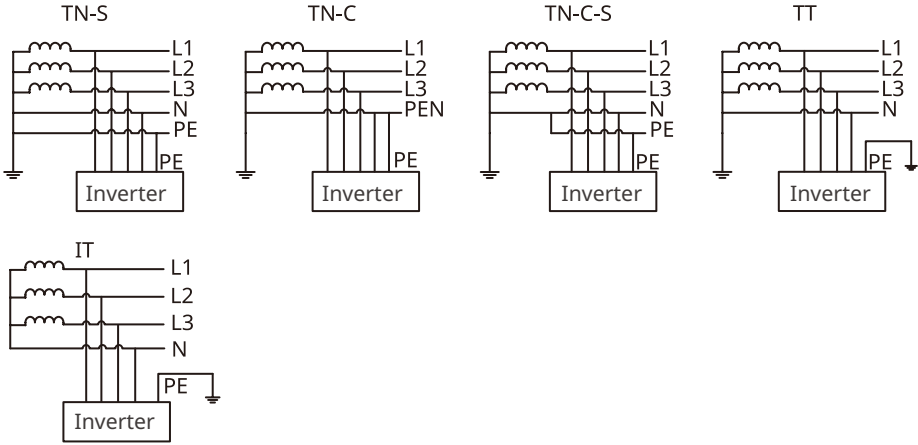 TN-S
L1
L2
L3
N
PE
PE
Inverter
TN-C
L1
L2
L3
PEN
PE
Inverter
TN-C-S
L1
L2
L3
N
PE
PE
Inverter
TT
L1
L2
L3
N
PE
Inverter
IT
L1
L2
L3
N
PE
Inverter